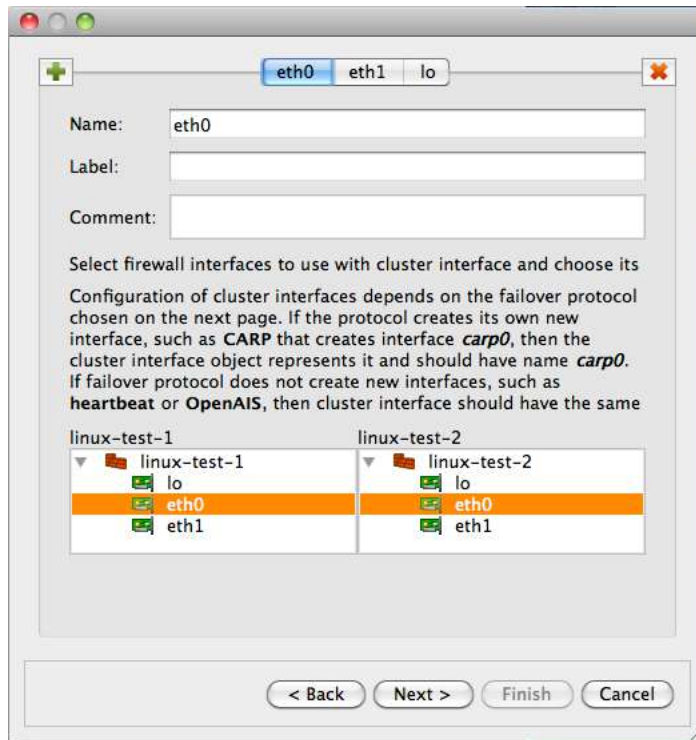 eth0 eth1 lo
Name: eth0
Label:
Comment:
Select firewall interfaces to use with cluster interface and choose its
Configuration of cluster interfaces depends on the failover protocol
chosen on the next page. If the protocol creates its own new
interface, such as CARP that creates interface carp0, then the
cluster interface object represents it and should have name carp0.
If failover protocol does not create new interfaces, such as
heartbeat or OpenAIS, then cluster interface should have the same
linux-test-1
linux-test-1
lo
eth0
eth1
linux-test-2
linux-test-2
lo
eth0
eth1
< Back Next > Finish Cancel